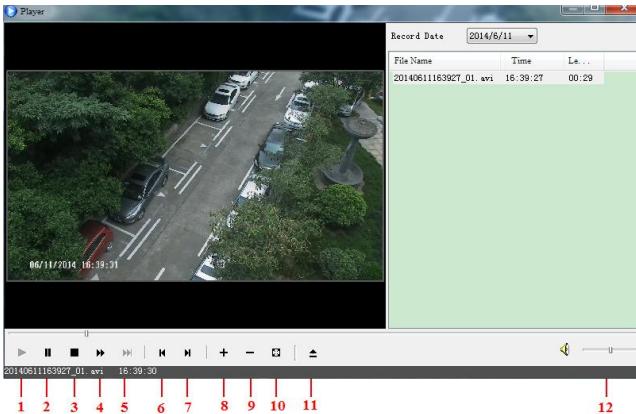 Player
Record Date 2014/6/11
File Name Time Le...
20140611163927_01.avi 16:39:27 00:29
06/11/2014 16:39:31
20140611163927_01.avi 16:39:30
1 2 3 4 5 6 7 8 9 10 11 12